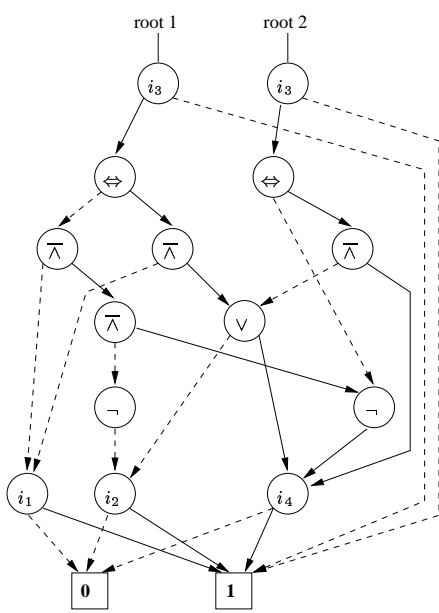 root 1 root 2
i₃ i₃
⇔ ⇔
⊼ ⊼ ⊼
⊼ ∨
¬ ¬
i₁ i₂ i₄
0 1